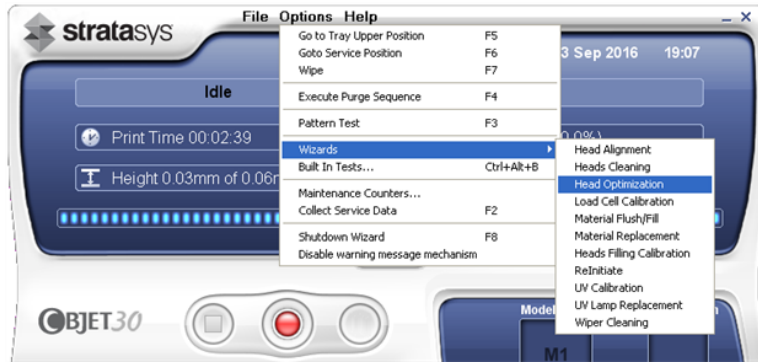 File Options Help
stratasys
Go to Tray Upper Position F5
Goto Service Position F6
Wipe F7
3 Sep 2016 19:07
Idle
Execute Purge Sequence F4
Pattern Test F3
Print Time 00:02:39
0.0%)
Wizards
Built In Tests... Ctrl+Alt+B
Height 0.03mm of 0.06m
Maintenance Counters...
Collect Service Data F2
Shutdown Wizard F8
Disable warning message mechanism
Head Alignment
Heads Cleaning
Head Optimization
Load Cell Calibration
Material Flush/Fill
Material Replacement
Heads Filling Calibration
ReInitiate
UV Calibration
UV Lamp Replacement
Wiper Cleaning
OBJET30
Model
M1